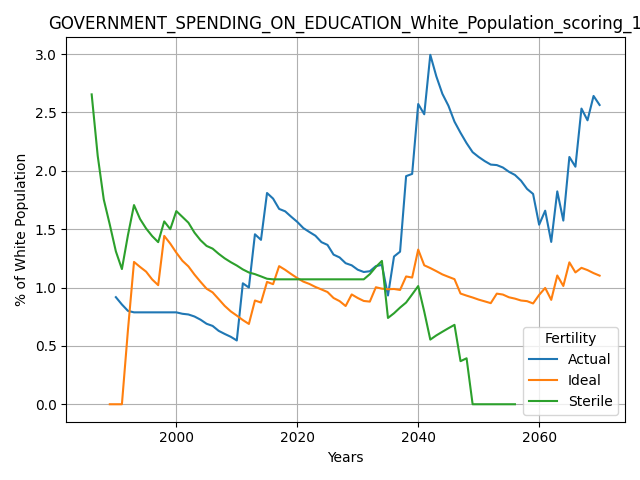 GOVERNMENT_SPENDING_ON_EDUCATION_White_Population_scoring_1
3.0
2.5
2.0
1.5
1.0
0.5
0.0
% of White Population
2000
2020
2040
2060
Years
Fertility
Actual
Ideal
Sterile